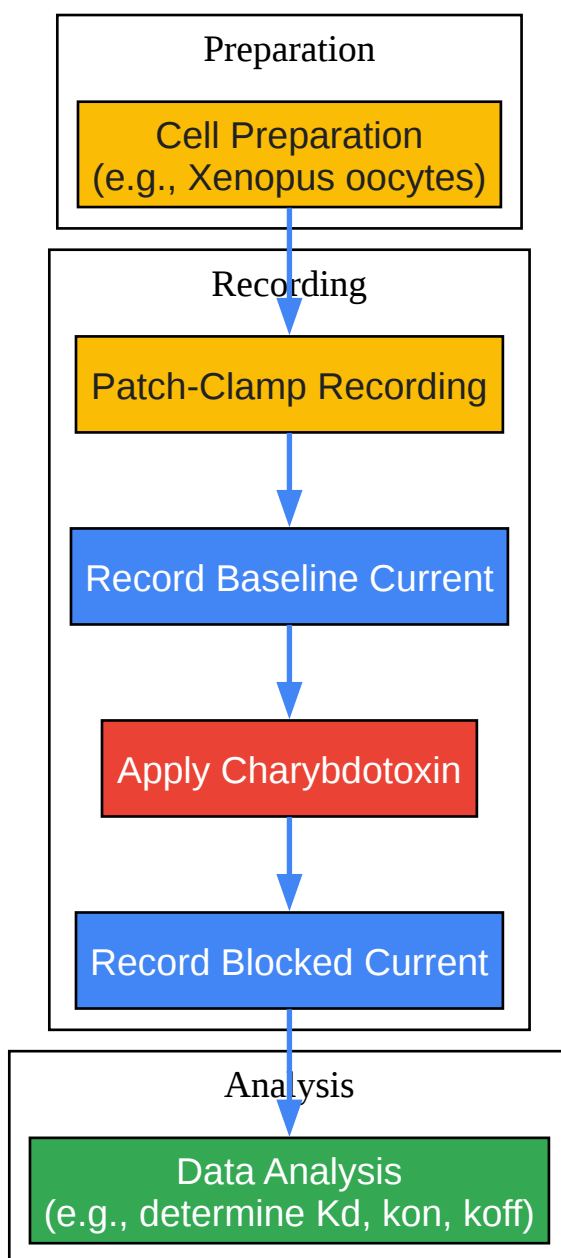 Preparation
Cell Preparation
(e.g., Xenopus oocytes)
Recording
Patch-Clamp Recording
Record Baseline Current
Apply Charybdotoxin
Record Blocked Current
Analysis
Data Analysis
(e.g., determine Kd, kon, koff)